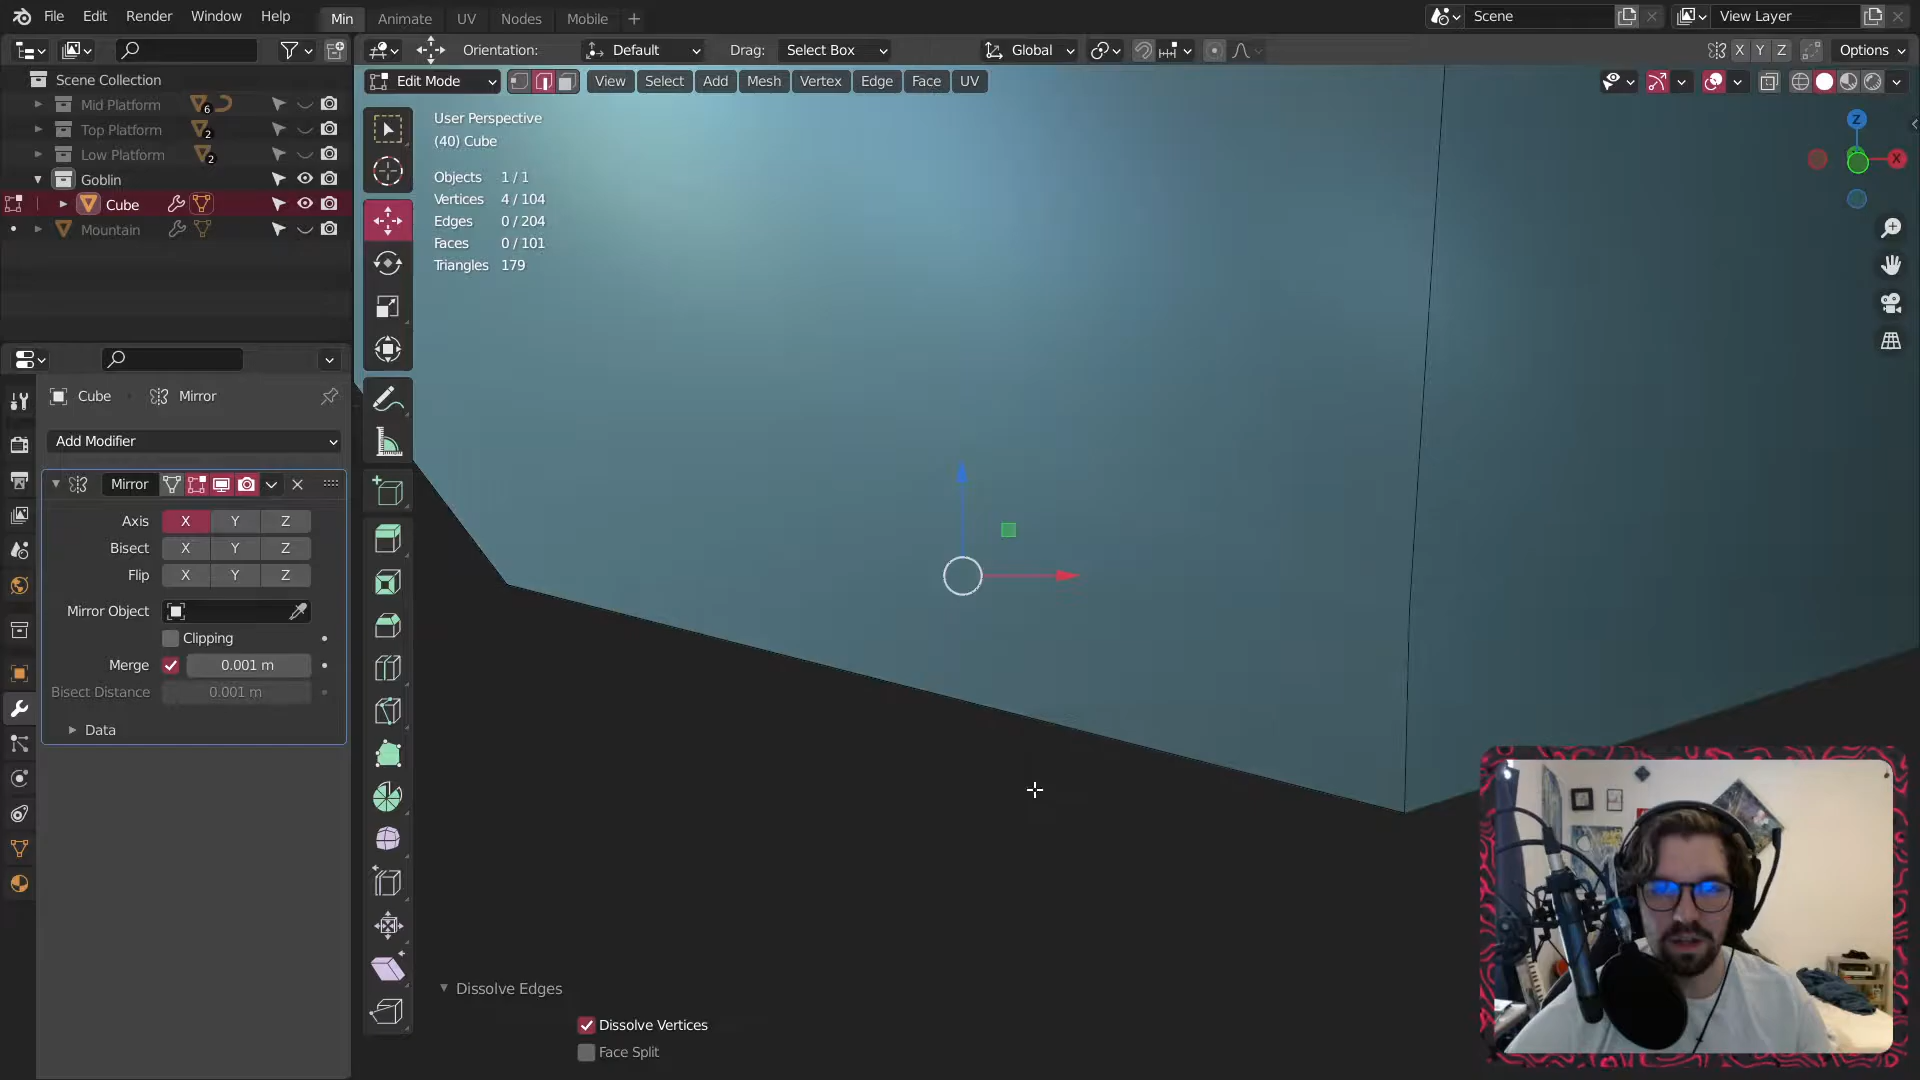 File Edit Render Window Help Min Animate UV Nodes Mobile Scene View Layer
Orientation: Default Drag: Select Box Global X Y Z Options
Scene Collection
Mid Platform 6
Top Platform 2
Low Platform 2
Goblin
Cube
Mountain
Edit Mode View Select Add Mesh Vertex Edge Face UV
User Perspective
(40) Cube
Objects 1 / 1
Vertices 4 / 104
Edges 0 / 204
Faces 0 / 101
Triangles 179
Z
X
Cube Mirror
Add Modifier
Mirror
Axis X Y Z
Bisect X Y Z
Flip X Y Z
Mirror Object
Clipping
Merge 0.001 m
Bisect Distance 0.001 m
Data
Dissolve Edges
Dissolve Vertices
Face Split